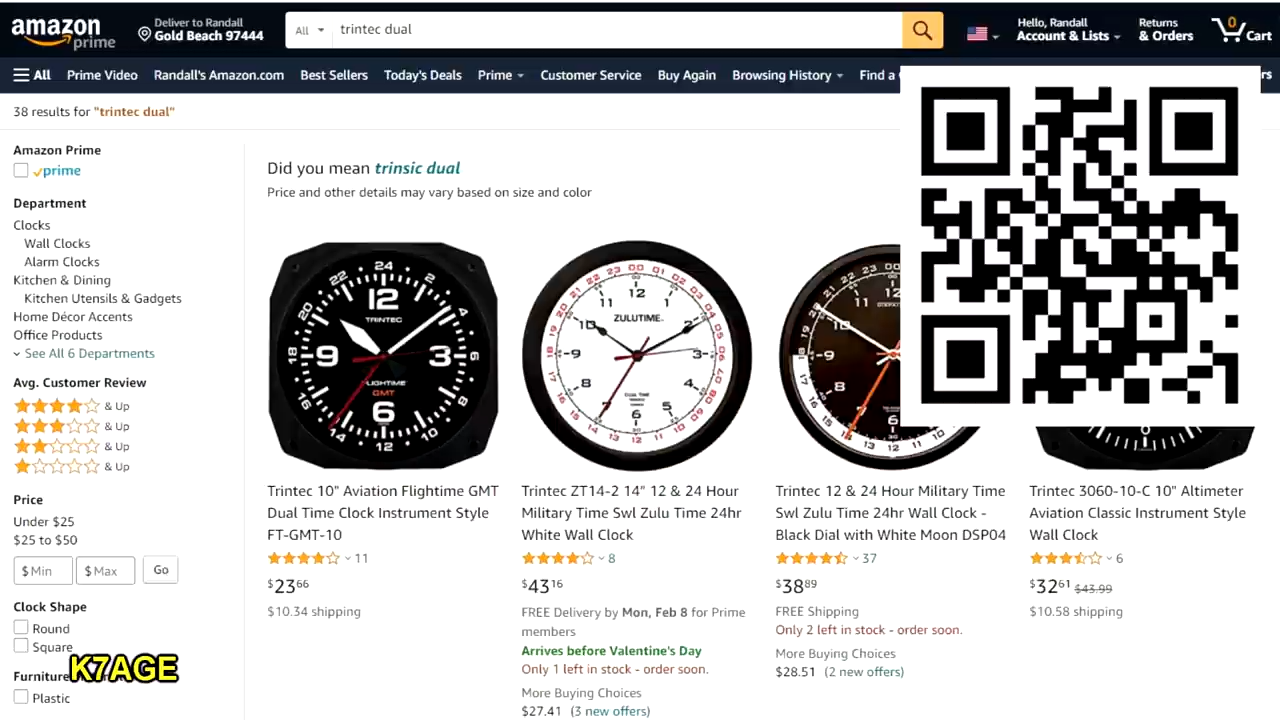 amazon
prime
Deliver to Randall
Gold Beach 97444
All
trintec dual
Hello, Randall
Account & Lists
Returns
& Orders
0
Cart
All
Prime Video
Randall's Amazon.com
Best Sellers
Today's Deals
Prime
Customer Service
Buy Again
Browsing History
Find a
rs
38 results for "trintec dual"
Amazon Prime
prime
Department
Clocks
Wall Clocks
Alarm Clocks
Kitchen & Dining
Kitchen Utensils & Gadgets
Home Décor Accents
Office Products
See All 6 Departments
Avg. Customer Review
& Up
& Up
& Up
& Up
Price
Under $25
$25 to $50
$ Min
$ Max
Go
Clock Shape
Round
Square
Furniture
K7AGE
Plastic
Did you mean trinsic dual
Price and other details may vary based on size and color
TRINTEC
GMT
ZULUTIME
Trintec 10" Aviation Flightime GMT
Dual Time Clock Instrument Style
FT-GMT-10
11
$23 66
$10.34 shipping
Trintec ZT14-2 14" 12 & 24 Hour
Military Time Swl Zulu Time 24hr
White Wall Clock
8
$43 16
FREE Delivery by Mon, Feb 8 for Prime
members
Arrives before Valentine's Day
Only 1 left in stock - order soon.
More Buying Choices
$27.41 (3 new offers)
Trintec 12 & 24 Hour Military Time
Swl Zulu Time 24hr Wall Clock -
Black Dial with White Moon DSP04
37
$38 89
FREE Shipping
Only 2 left in stock - order soon.
More Buying Choices
$28.51 (2 new offers)
Trintec 3060-10-C 10" Altimeter
Aviation Classic Instrument Style
Wall Clock
6
$32 61 $43.99
$10.58 shipping